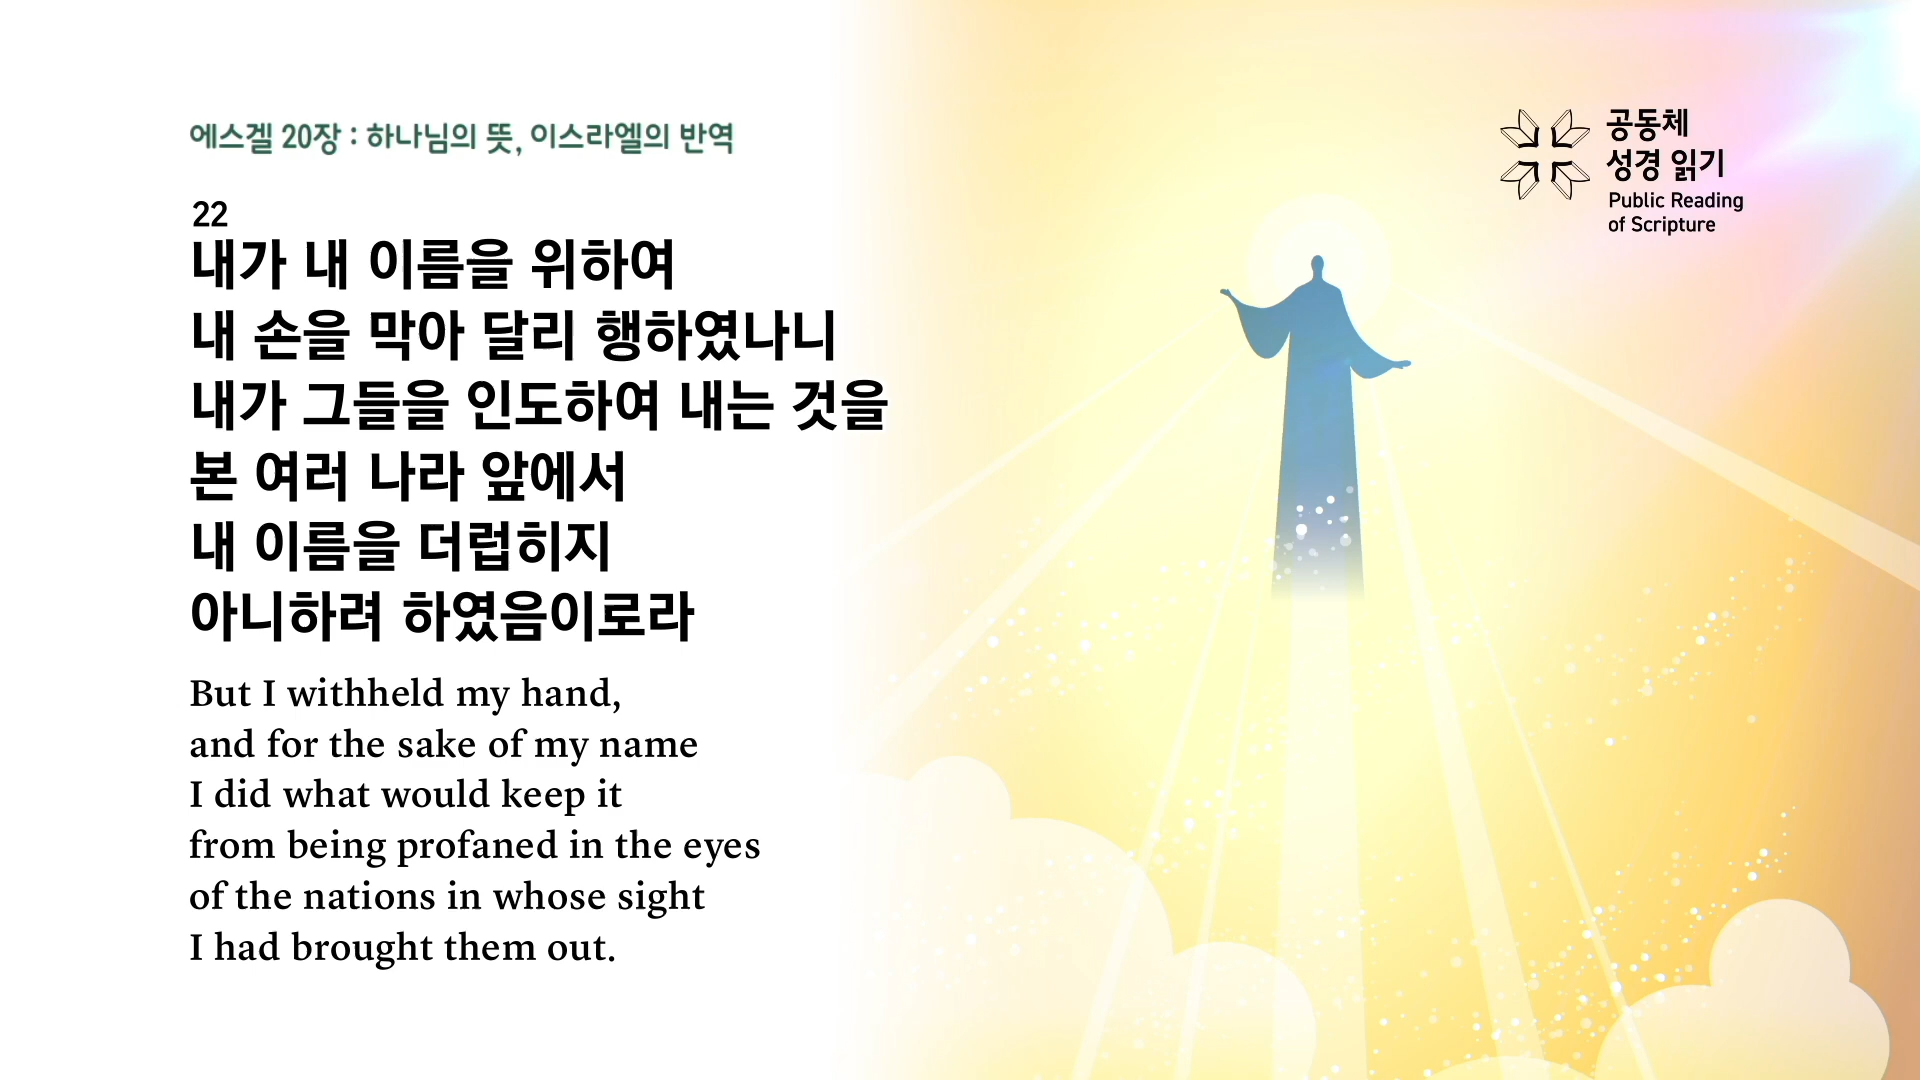 에스겔 20장 : 하나님의 뜻, 이스라엘의 반역
22
내가 내 이름을 위하여
내 손을 막아 달리 행하였나니
내가 그들을 인도하여 내는 것을
본 여러 나라 앞에서
내 이름을 더럽히지
아니하려 하였음이로라
But I withheld my hand,
and for the sake of my name
I did what would keep it
from being profaned in the eyes
of the nations in whose sight
I had brought them out.
공동체
성경 읽기
Public Reading
of Scripture